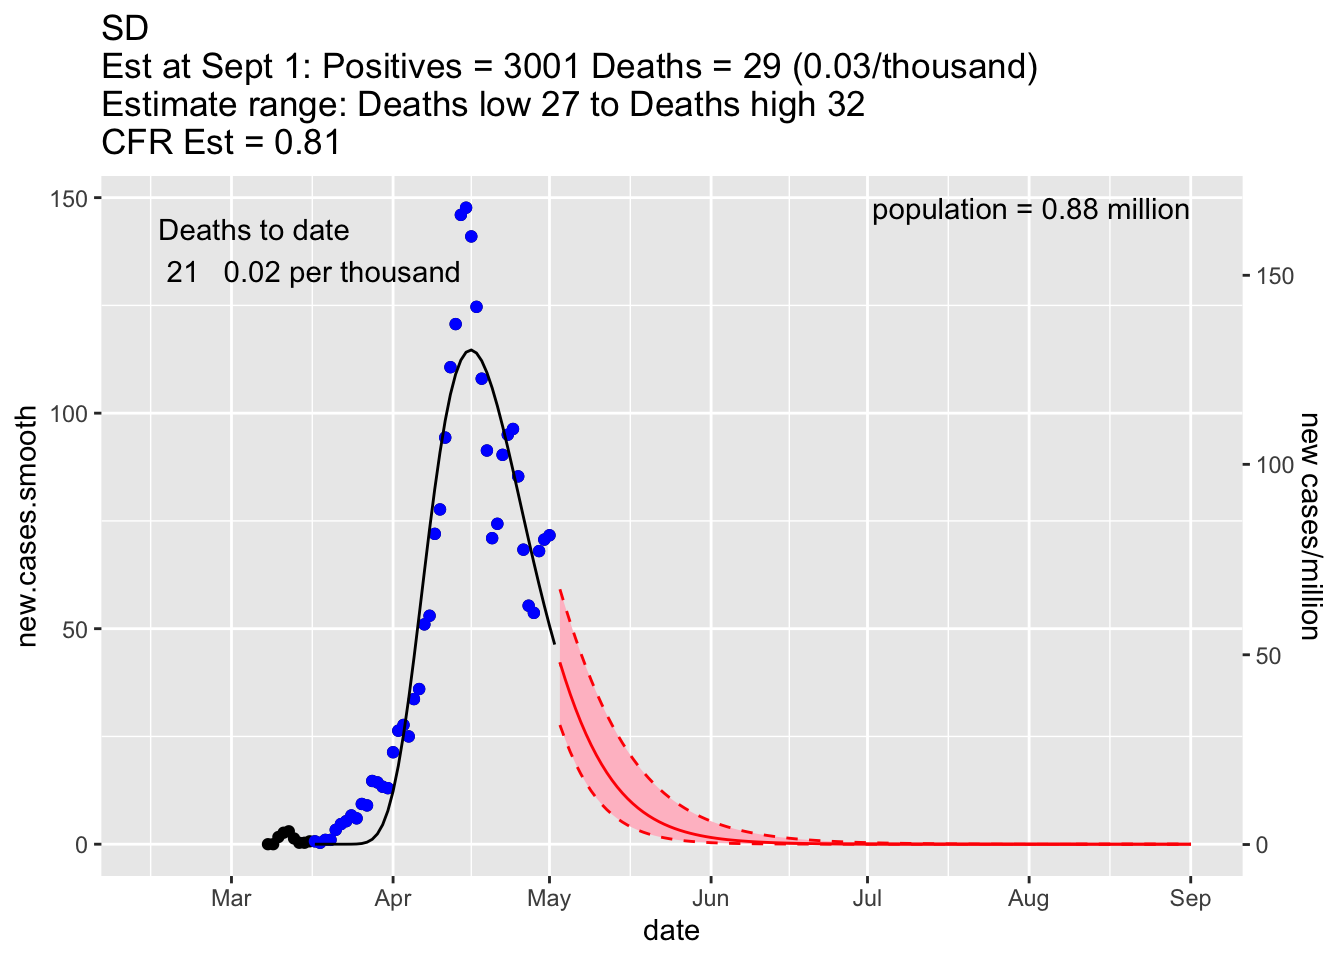 SD
Est at Sept 1: Positives = 3001 Deaths = 29 (0.03/thousand)
Estimate range: Deaths low 27 to Deaths high 32
CFR Est = 0.81
Deaths to date
21 0.02 per thousand
population = 0.88 million
150
100
50
0
new.cases.smooth
150
100
50
0
new cases/million
Mar Apr May Jun Jul Aug Sep
date